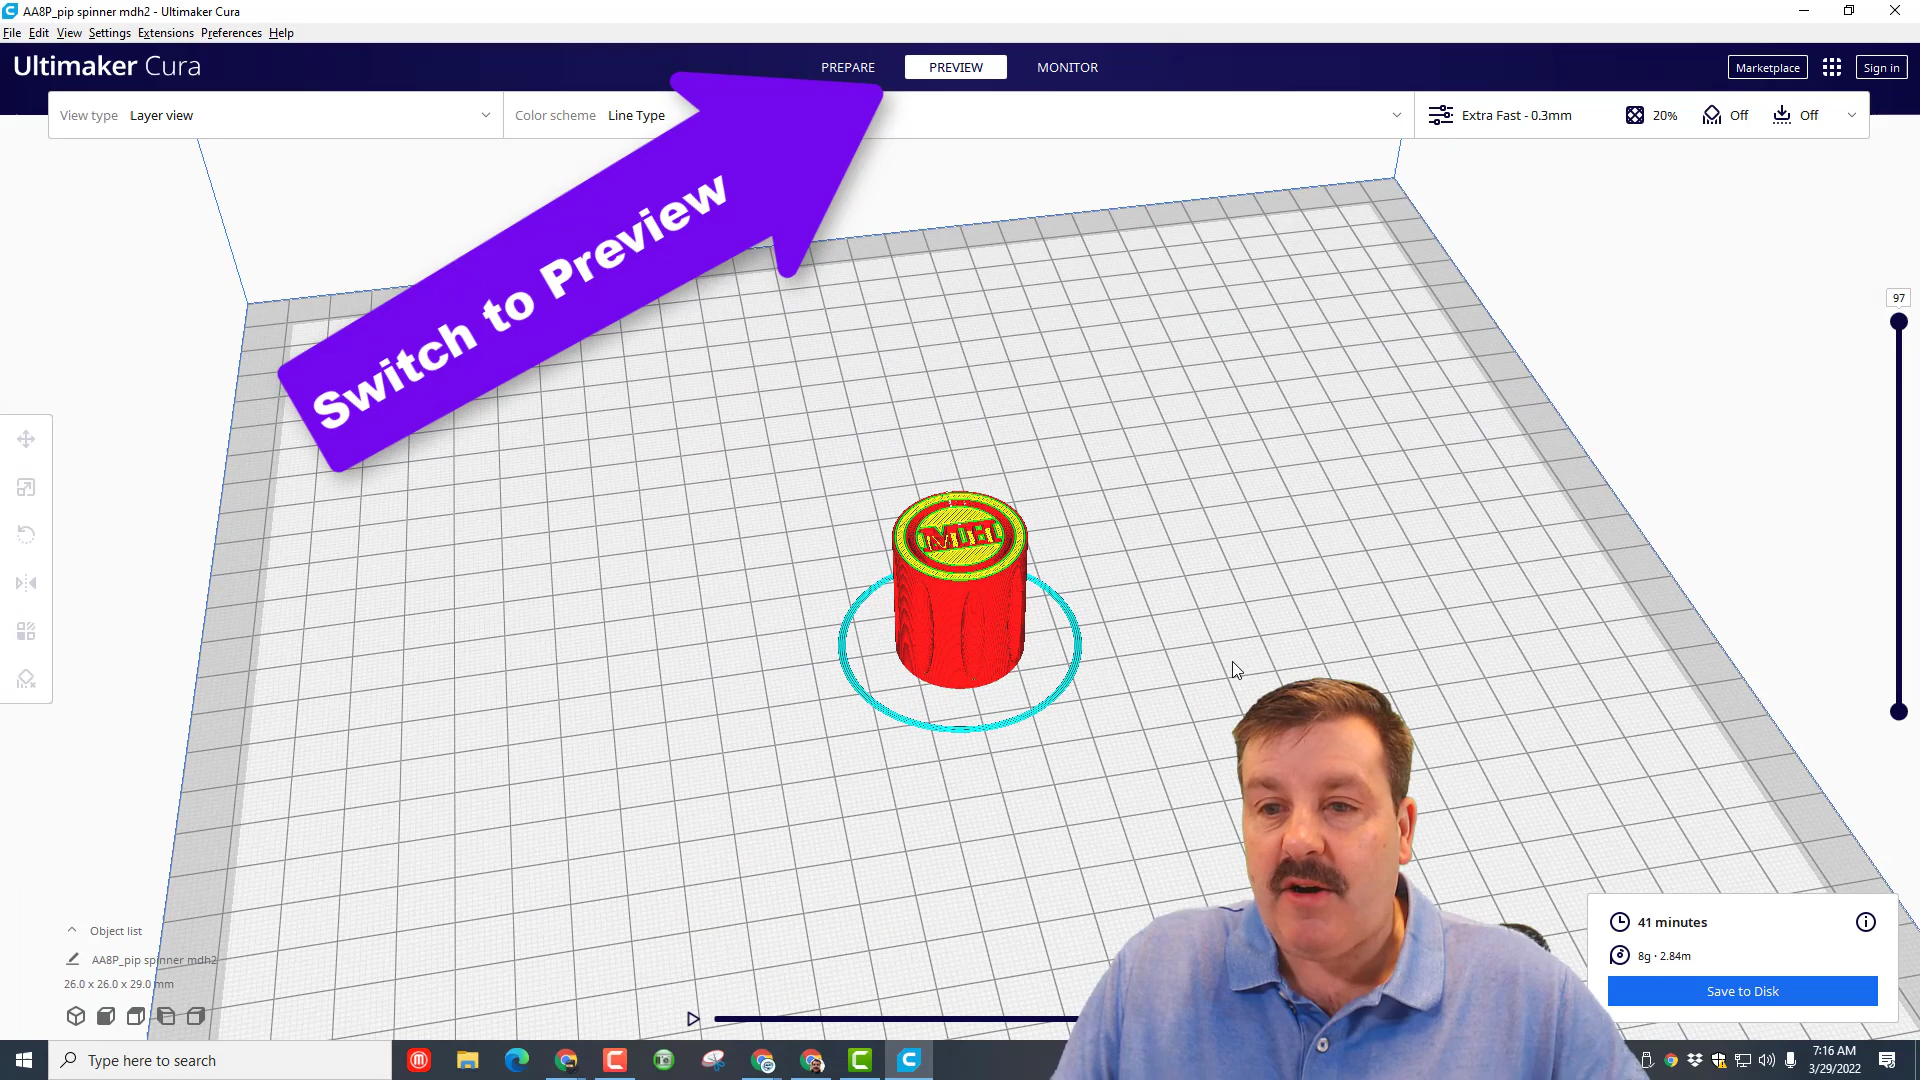 AA8P_pip spinner mdh2 - Ultimaker Cura
File Edit View Settings Extensions Preferences Help
Ultimaker Cura
PREPARE PREVIEW MONITOR
Marketplace Sign in
View type Layer view
Color scheme Line Type
Extra Fast - 0.3mm 20% Off Off
Switch to Preview
97
Object list
AA8P_pip spinner mdh2
26.0 x 26.0 x 29.0 mm
41 minutes
8g · 2.84m
Save to Disk
Type here to search
7:16 AM
3/29/2022